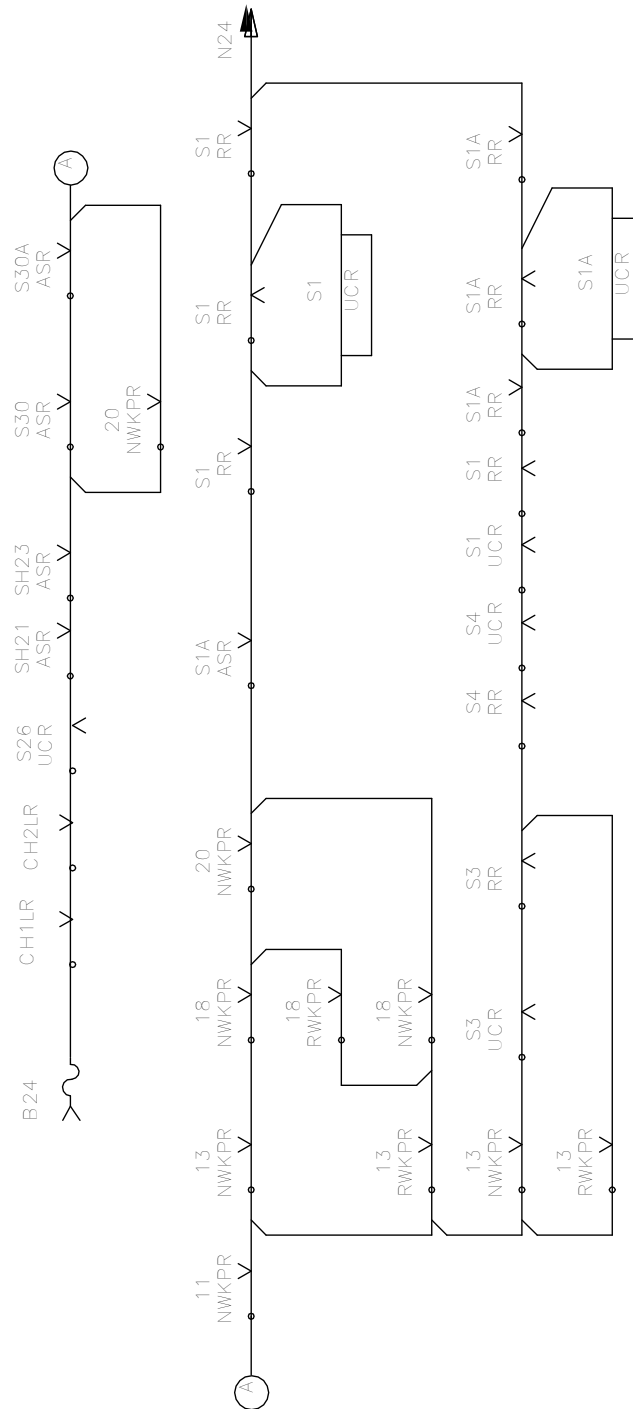 B24
CH1LR
CH2LR
S26
UCR
SH21
ASR
SH23
ASR
S30
ASR
S30A
ASR
A
20
NWKPR
A
11
NWKPR
13
NWKPR
18
NWKPR
20
NWKPR
S1A
ASR
S1
RR
S1
RR
S1
RR
N24
18
RWKPR
S1
UCR
13
RWKPR
18
NWKPR
13
NWKPR
S3
UCR
S3
RR
S4
RR
S4
UCR
S1
UCR
S1
RR
S1A
RR
S1A
RR
S1A
RR
13
RWKPR
S1A
UCR